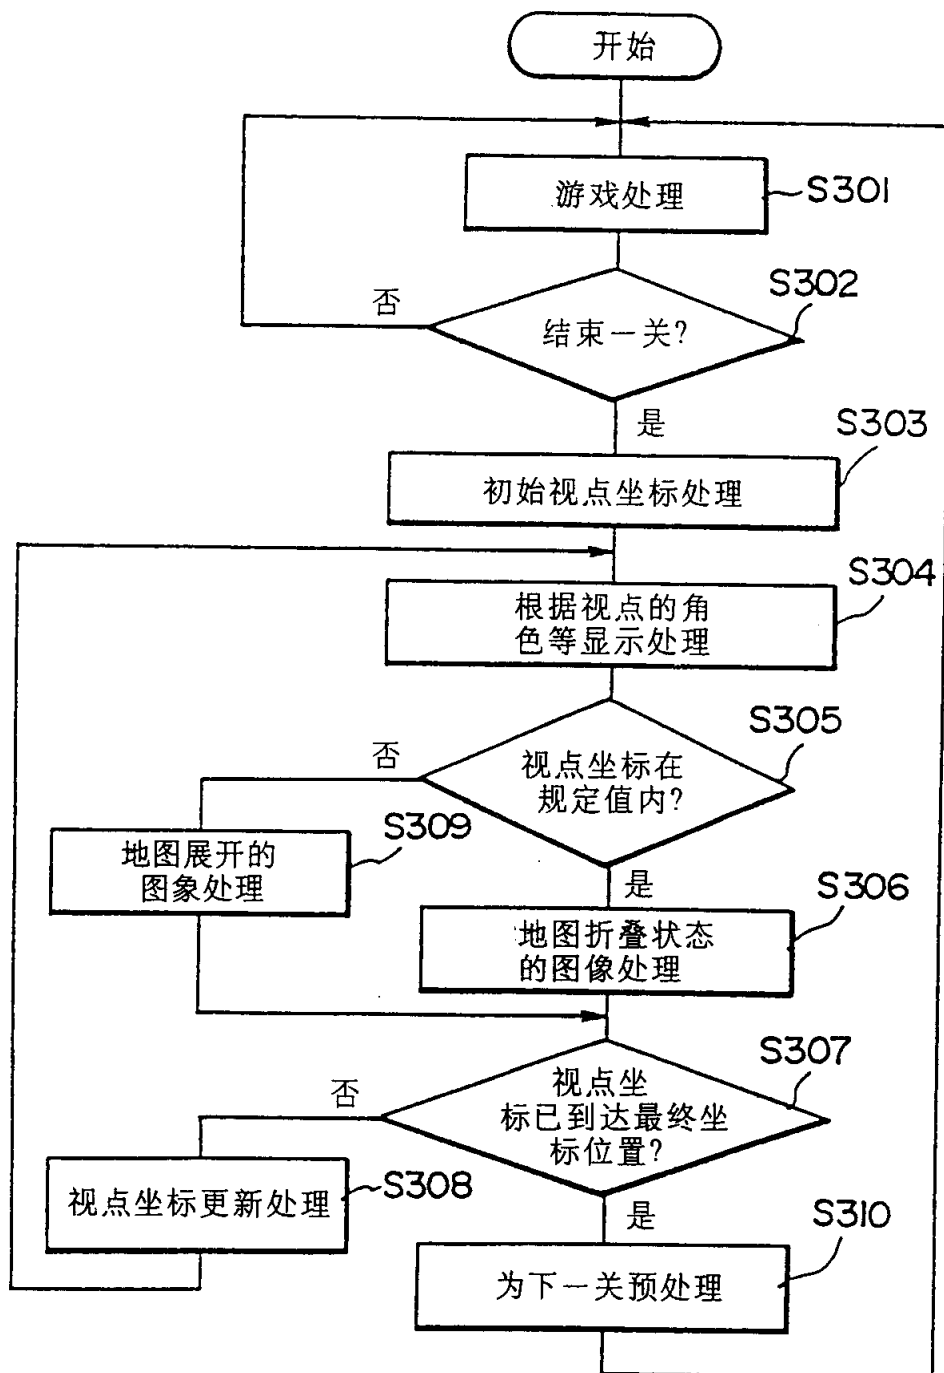 开始
游戏处理
S301
S302
否
结束一关?
是
S303
初始视点坐标处理
S304
根据视点的角
色等显示处理
S305
否
视点坐标在
规定值内?
S309
地图展开的
图象处理
是
S306
地图折叠状态
的图像处理
S307
否
视点坐
标已到达最终坐
标位置?
S308
视点坐标更新处理
是
S310
为下一关预处理